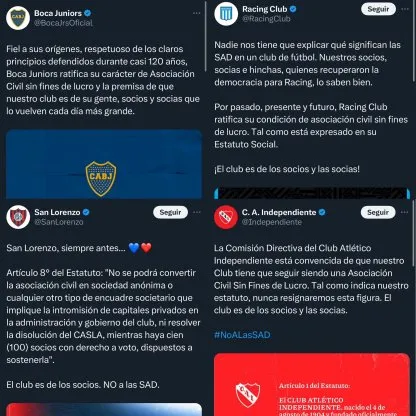 Boca Juniors
@BocaJrsOficial
Fiel a sus orígenes, respetuoso de los claros
principios defendidos durante casi 120 años,
Boca Juniors ratifica su carácter de Asociación
Civil sin fines de lucro y la premisa de que
nuestro club es de su gente, socios y socias que
lo vuelven cada día más grande.
CABJ
Racing Club
@RacingClub
Seguir
Nadie nos tiene que explicar qué significan las
SAD en un club de fútbol. Nuestros socios,
socias e hinchas, quienes recuperaron la
democracia para Racing, lo saben bien.
Por pasado, presente y futuro, Racing Club
ratifica su condición de asociación civil sin fines
de lucro. Tal como está expresado en su
Estatuto Social.
¡El club es de los socios y las socias!
San Lorenzo
@SanLorenzo
Seguir
San Lorenzo, siempre antes... 💙❤️
Artículo 8° del Estatuto: "No se podrá convertir
la asociación civil en sociedad anónima o
cualquier otro tipo de encuadre societario que
implique la intromisión de capitales privados en
la administración y gobierno del club, ni resolver
la disolución del CASLA, mientras haya cien
(100) socios con derecho a voto, dispuestos a
sostenerla".
El club es de los socios. NO a las SAD.
C. A. Independiente
@Independiente
Seguir
La Comisión Directiva del Club Atlético
Independiente está convencida de que nuestro
Club tiene que seguir siendo una Asociación
Civil Sin Fines de Lucro. Tal como indica nuestro
estatuto, nunca resignaremos esta figura. El
club es de los socios y las socias.
#NoALasSAD
Artículo 1 del Estatuto:
El CLUB ATLÉTICO
INDEPENDIENTE, nacido el 4 de
agosto de 1904 y fundado oficialmente